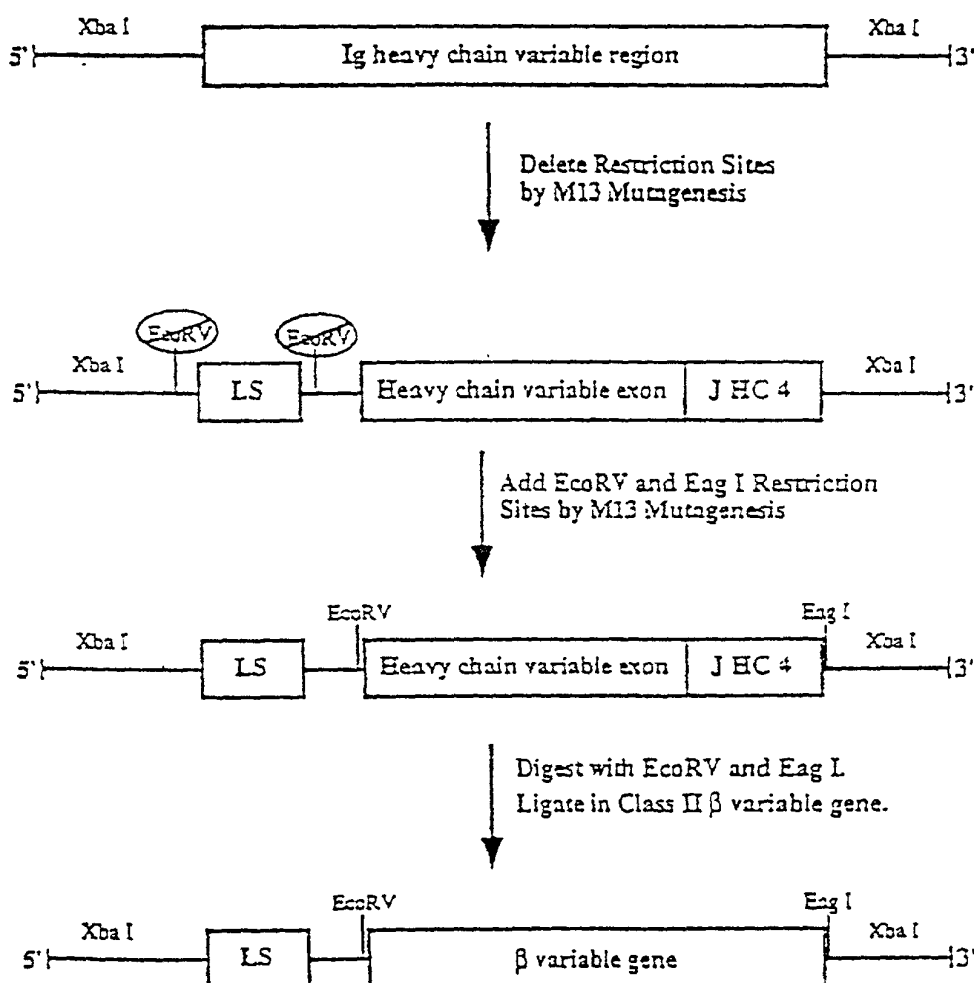 Xba I Xba I
5' Ig heavy chain variable region 3'
Delete Restriction Sites
by M13 Mutagenesis
EcoRV EcoRV
Xba I Xba I
5' LS Heavy chain variable exon J HC 4 3'
Add EcoRV and Eag I Restriction
Sites by M13 Mutagenesis
EcoRV Eag I
Xba I Xba I
5' LS Heavy chain variable exon J HC 4 3'
Digest with EcoRV and Eag I.
Ligate in Class II β variable gene.
EcoRV Eag I
Xba I Xba I
5' LS β variable gene 3'